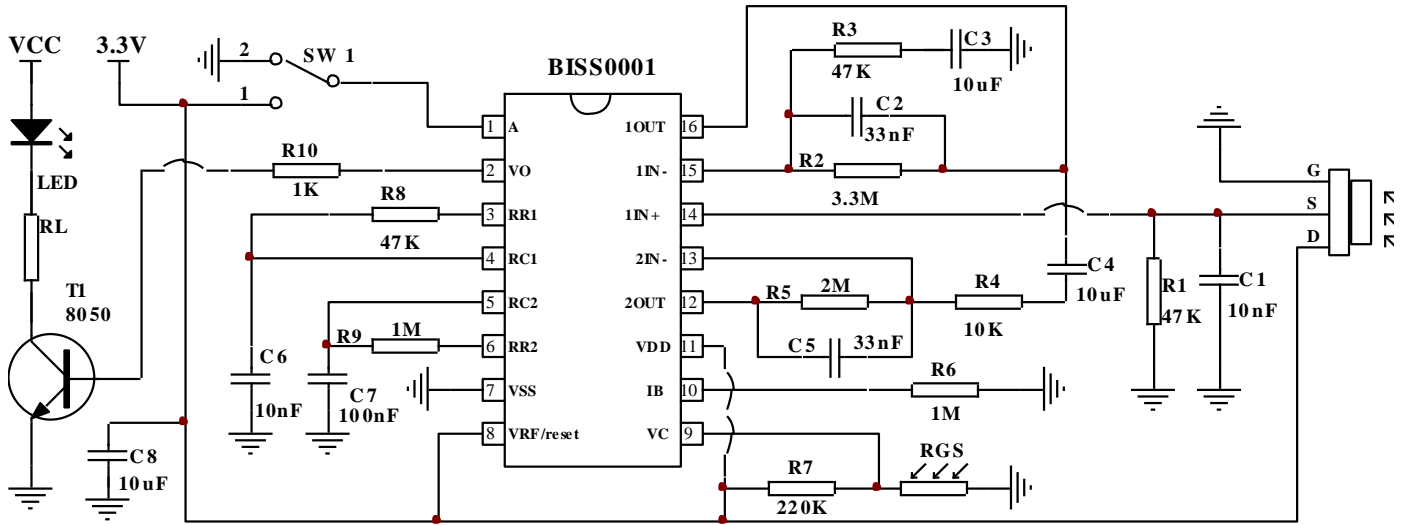 VCC
3.3V
2
SW 1
1
LED
RL
T1
8050
R10
1K
R8
47K
R9
1M
C6
10nF
C7
100nF
C8
10uF
BISS0001
1
A
2
VO
3
RR1
4
RC1
5
RC2
6
RR2
7
VSS
8
VRF/reset
1OUT
16
1IN-
15
1IN+
14
2IN-
13
2OUT
12
VDD
11
IB
10
VC
9
R3
47K
C3
10uF
C2
33nF
R2
3.3M
R5
2M
R4
10K
C4
10uF
C5
33nF
R6
1M
R7
220K
RGS
R1
47K
C1
10nF
G
S
D